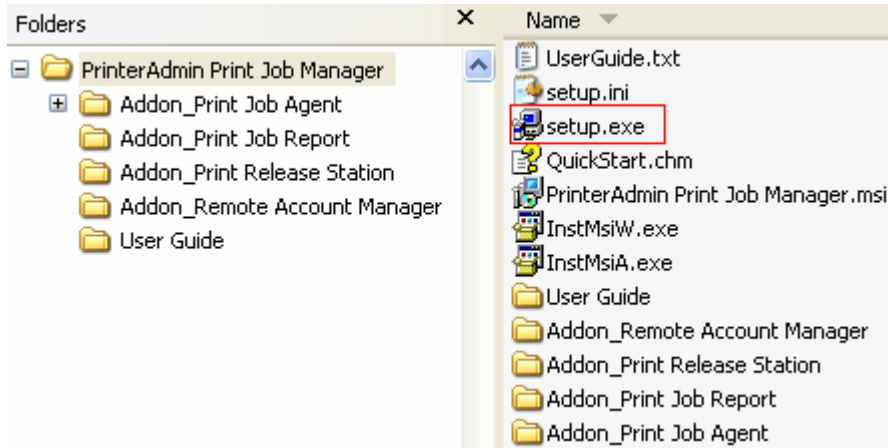 Folders
PrinterAdmin Print Job Manager
Addon_Print Job Agent
Addon_Print Job Report
Addon_Print Release Station
Addon_Remote Account Manager
User Guide
Name
UserGuide.txt
setup.ini
setup.exe
QuickStart.chm
PrinterAdmin Print Job Manager.msi
InstMsiW.exe
InstMsiA.exe
User Guide
Addon_Remote Account Manager
Addon_Print Release Station
Addon_Print Job Report
Addon_Print Job Agent